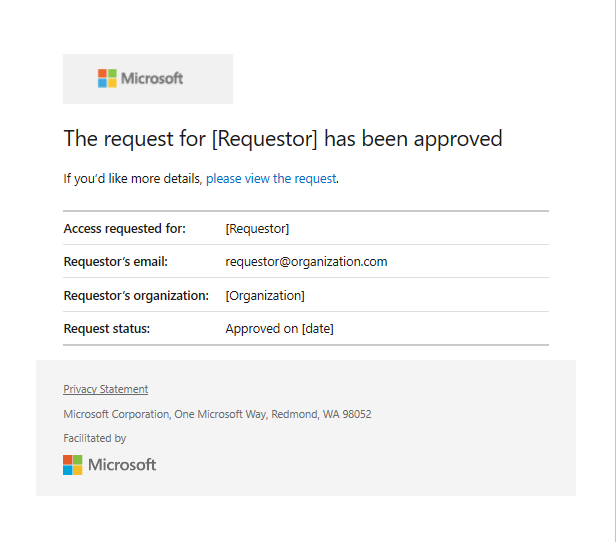 Microsoft
The request for [Requestor] has been approved
If you’d like more details, please view the request.
Access requested for: [Requestor]
Requestor’s email: requestor@organization.com
Requestor’s organization: [Organization]
Request status: Approved on [date]
Privacy Statement
Microsoft Corporation, One Microsoft Way, Redmond, WA 98052
Facilitated by
Microsoft